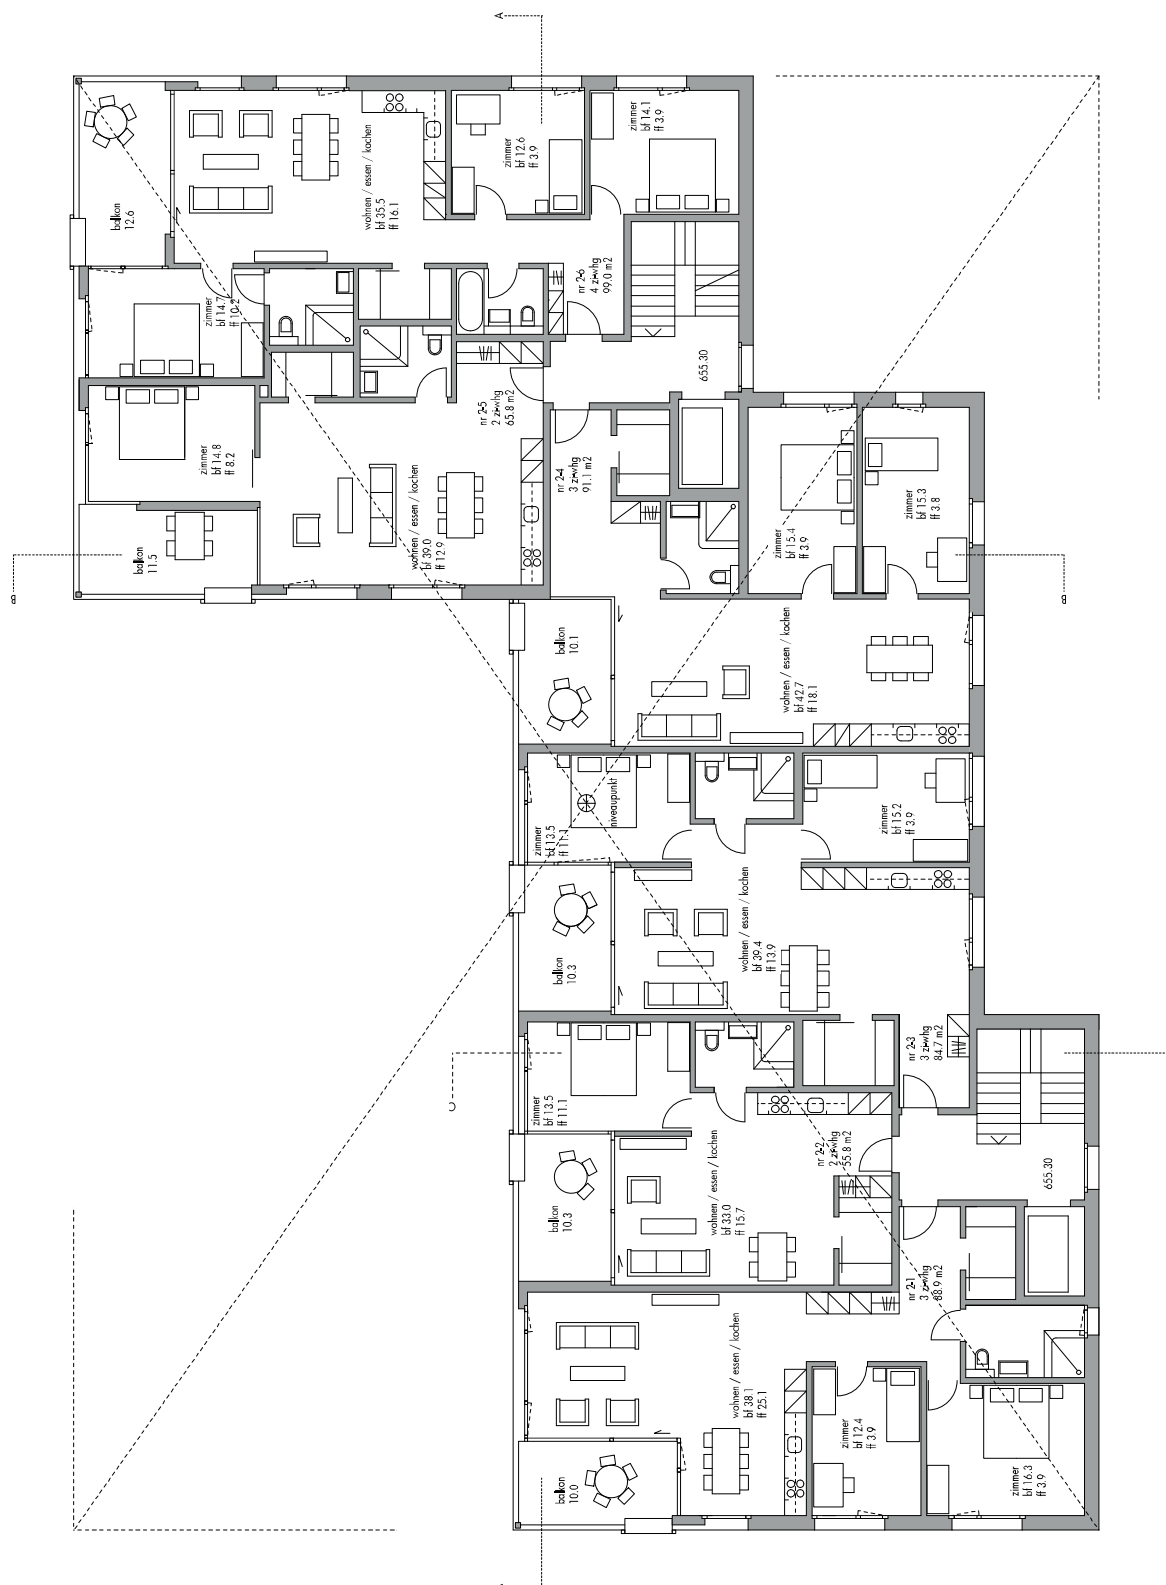 A
balkon
12.6
wohnen / essen / kochen
bf 35.5
ff 16.1
zimmer
bf 12.6
ff 3.9
zimmer
bf 14.1
ff 3.9
zimmer
bf 14.7
ff 10.2
nr 2-6
4 zi-whg
99.0 m2
655.30
zimmer
bf 14.8
ff 8.2
nr 2-5
2 zi-whg
65.8 m2
wohnen / essen / kochen
bf 39.0
ff 12.9
balkon
11.5
nr 2-4
3 zi-whg
91.1 m2
zimmer
bf 15.4
ff 3.9
zimmer
bf 15.3
ff 3.8
B
B
balkon
10.1
wohnen / essen / kochen
bf 42.7
ff 18.1
niveaupunkt
zimmer
bf 13.5
ff 11.1
zimmer
bf 15.2
ff 3.9
balkon
10.3
wohnen / essen / kochen
bf 39.4
ff 13.9
nr 2-3
3 zi-whg
84.7 m2
C
zimmer
bf 13.5
ff 11.1
nr 2-2
2 zi-whg
55.8 m2
balkon
10.3
wohnen / essen / kochen
bf 33.0
ff 15.7
655.30
nr 2-1
3 zi-whg
88.9 m2
wohnen / essen / kochen
bf 38.1
ff 25.1
zimmer
bf 12.4
ff 3.9
zimmer
bf 16.3
ff 3.9
balkon
10.0